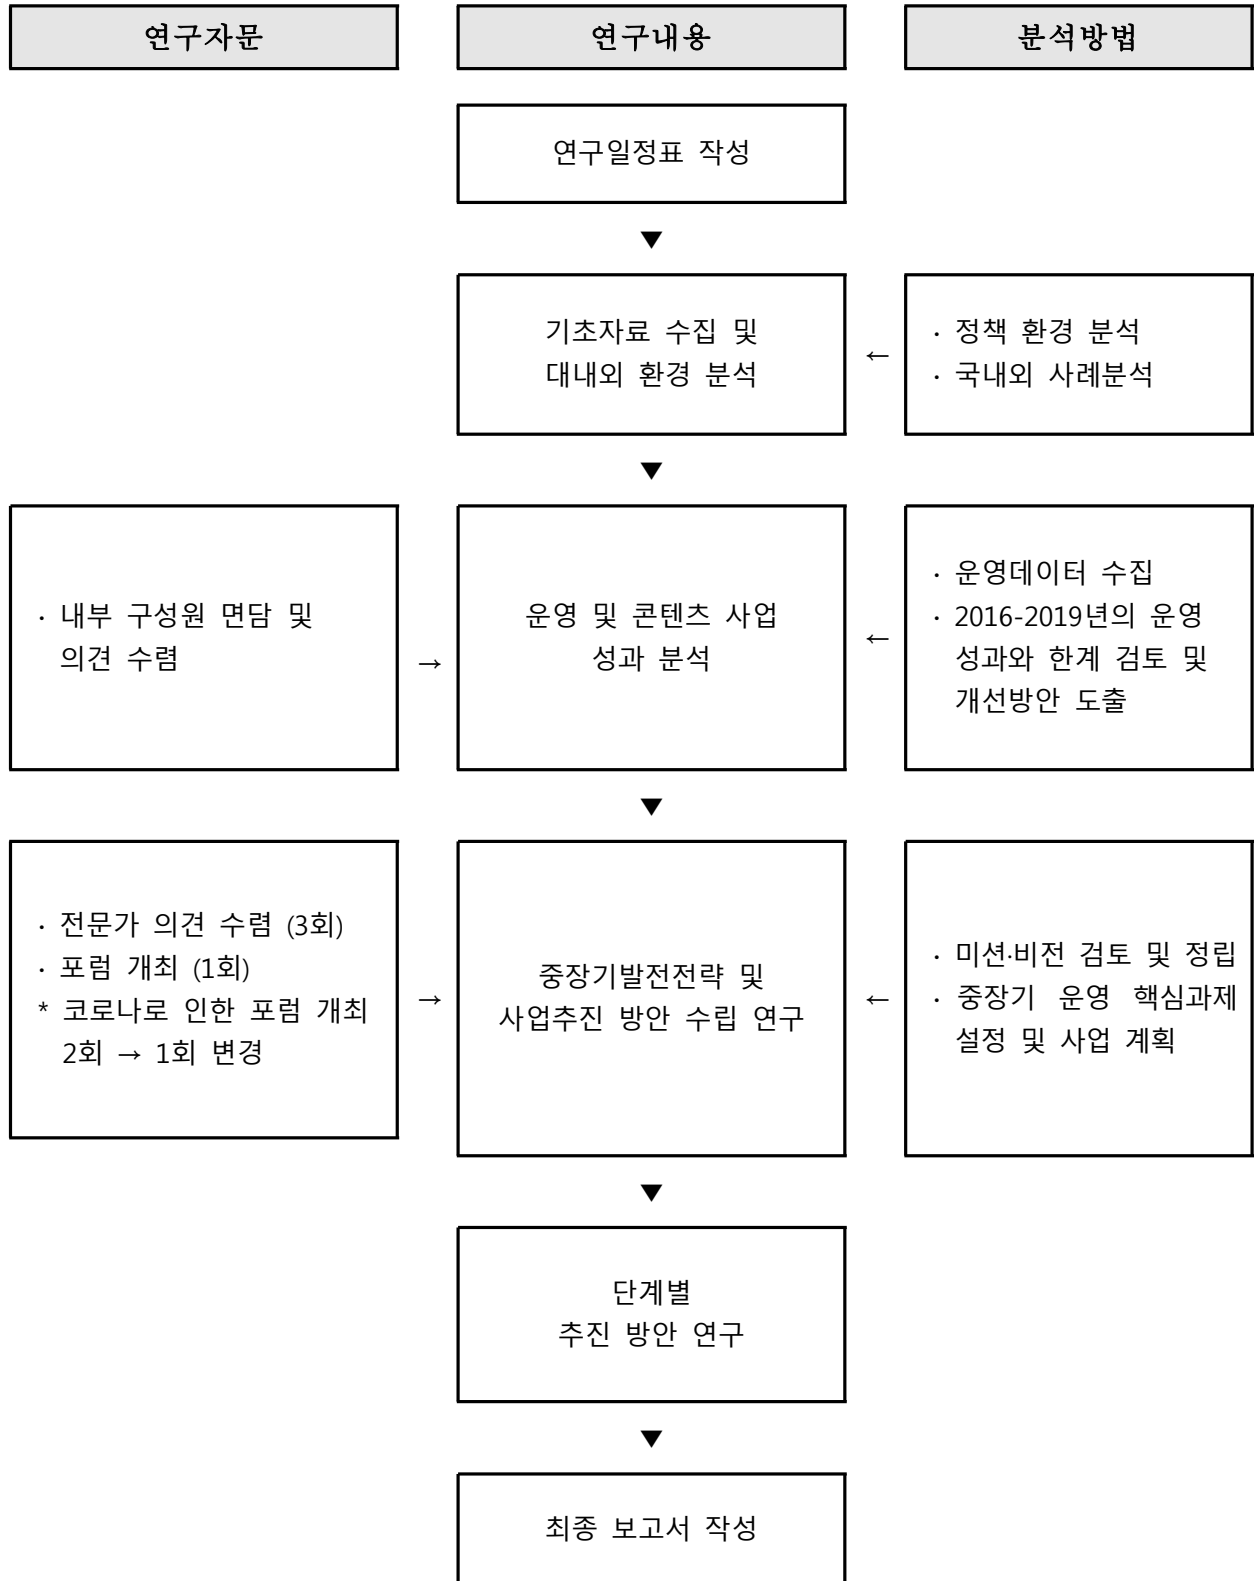 연구자문
연구내용
분석방법
연구일정표 작성
▼
기초자료 수집 및
대내외 환경 분석
←
· 정책 환경 분석
· 국내외 사례분석
▼
· 내부 구성원 면담 및
의견 수렴
→
운영 및 콘텐츠 사업
성과 분석
←
· 운영데이터 수집
· 2016-2019년의 운영
성과와 한계 검토 및
개선방안 도출
▼
· 전문가 의견 수렴 (3회)
· 포럼 개최 (1회)
* 코로나로 인한 포럼 개최
2회 → 1회 변경
→
중장기발전전략 및
사업추진 방안 수립 연구
←
· 미션·비전 검토 및 정립
· 중장기 운영 핵심과제
설정 및 사업 계획
▼
단계별
추진 방안 연구
▼
최종 보고서 작성